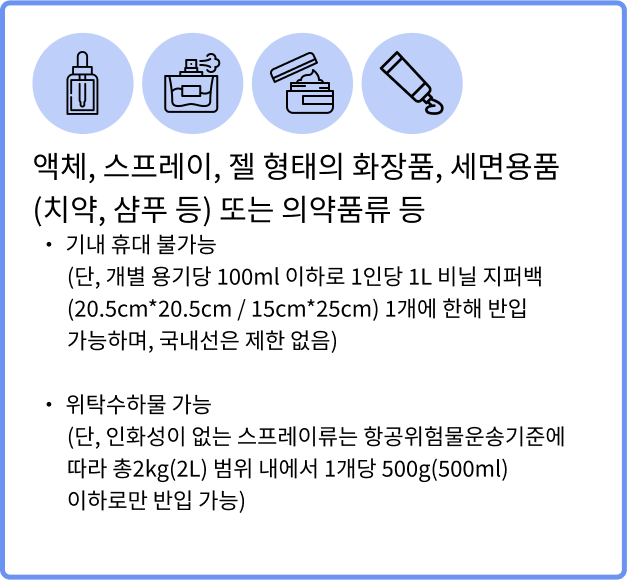 액체, 스프레이, 젤 형태의 화장품, 세면용품
(치약, 샴푸 등) 또는 의약품류 등
• 기내 휴대 불가능
(단, 개별 용기당 100ml 이하로 1인당 1L 비닐 지퍼백
(20.5cm*20.5cm / 15cm*25cm) 1개에 한해 반입
가능하며, 국내선은 제한 없음)
• 위탁수하물 가능
(단, 인화성이 없는 스프레이류는 항공위험물운송기준에
따라 총2kg(2L) 범위 내에서 1개당 500g(500ml)
이하로만 반입 가능)